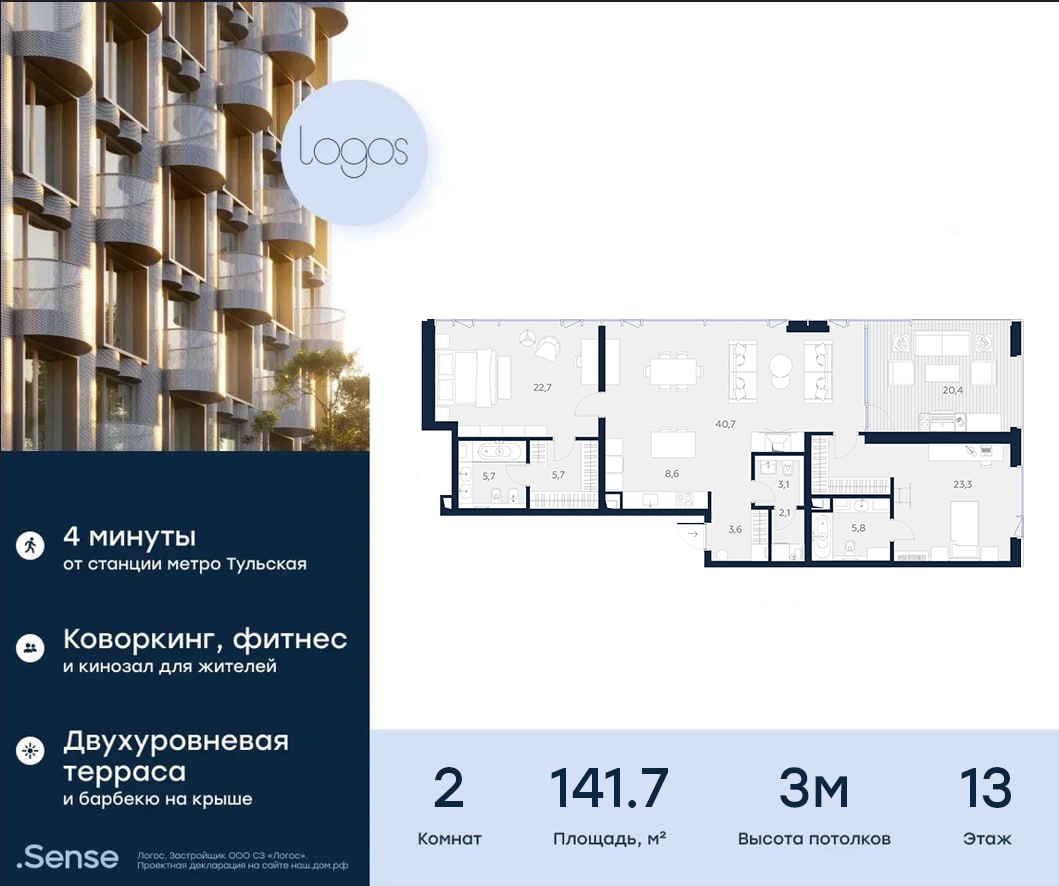 logos
4 минуты
от станции метро Тульская
Коворкинг, фитнес
и кинозал для жителей
Двухуровневая
терраса
и барбекю на крыше
.Sense
Логос. Застройщик ООО СЗ «Логос».
Проектная декларация на сайте наш.дом.рф
22,7
20,4
40,7
5,7
5,7
8,6
3,1
23,3
2,1
3,6
5,8
2
Комнат
141.7
Площадь, м²
3м
Высота потолков
13
Этаж